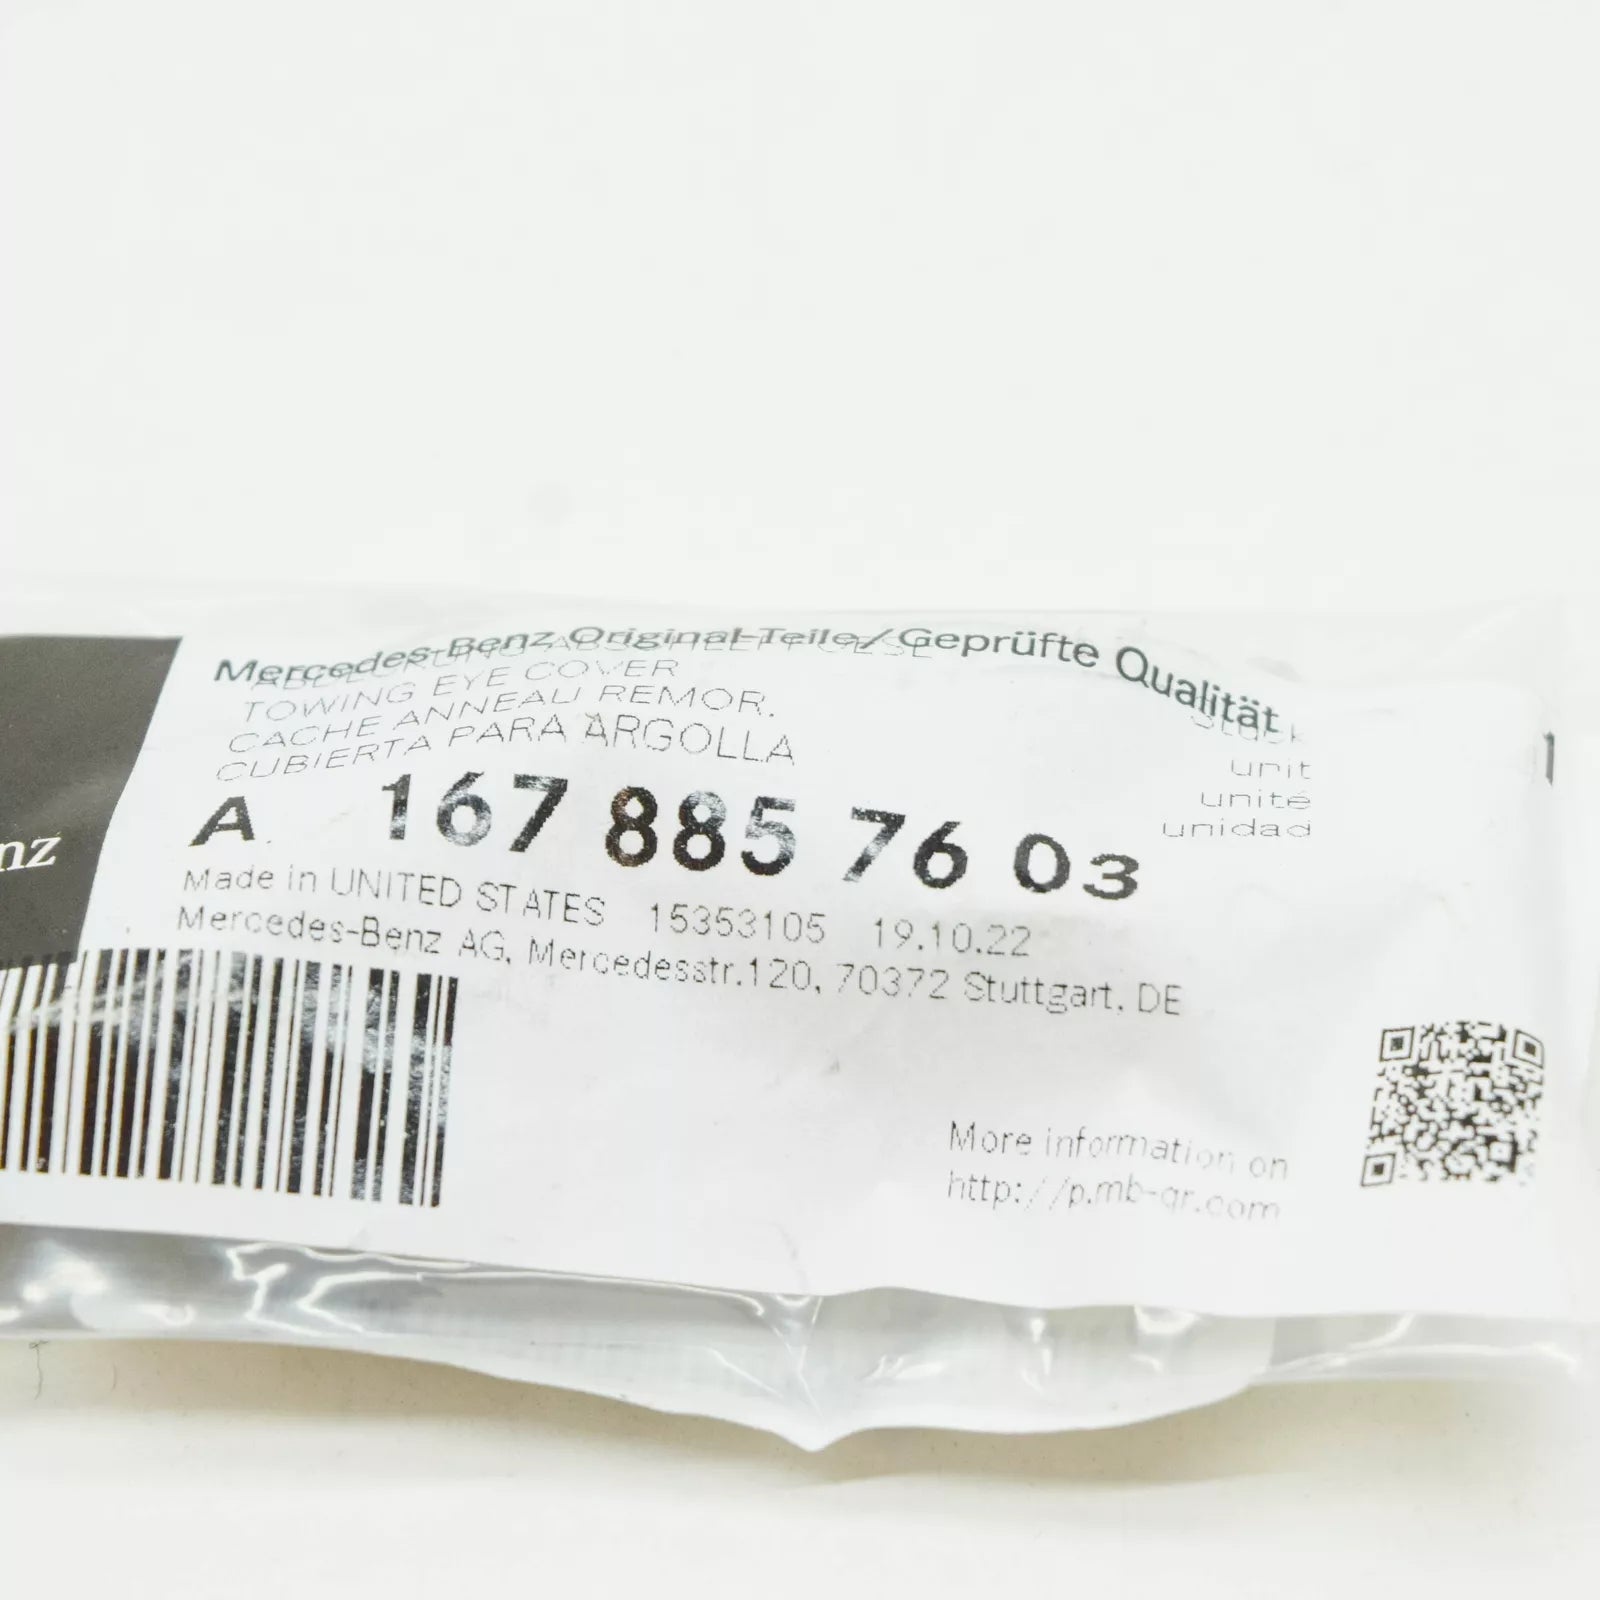 Mercedes-Benz Original-Teile/Geprüfte Qualität
TOWING EYE COVER
CACHE ANNEAU REMOR.
CUBIERTA PARA ARGOLLA
Stück
unit
unité
unidad
1
A 167 885 76 03
nz
Made in UNITED STATES 15353105 19.10.22
Mercedes-Benz AG, Mercedesstr.120, 70372 Stuttgart, DE
More information on
http://p.mb-qr.com